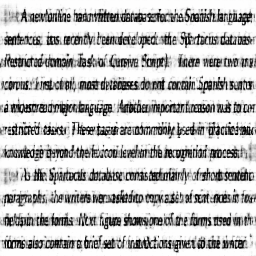 A new offline handwritten database for the Spanish language
sentences, has recently been developed: the Spartacus database
Restricted-domain Task of Cursive Script). There were two
. First of all, most databases do not contain Spanish
a widespread major language. Another important reason was to
restricted tasks. These tasks are commonly used in practice
knowledge beyond the lexicon level in the recognition process.
As the Spartacus database consisted mainly of short sentences
paragraphs, the writers were asked to copy a set of sentences in
fields in the forms. Next figure shows one of the forms used in
forms also contain a brief set of instructions given to the writer.